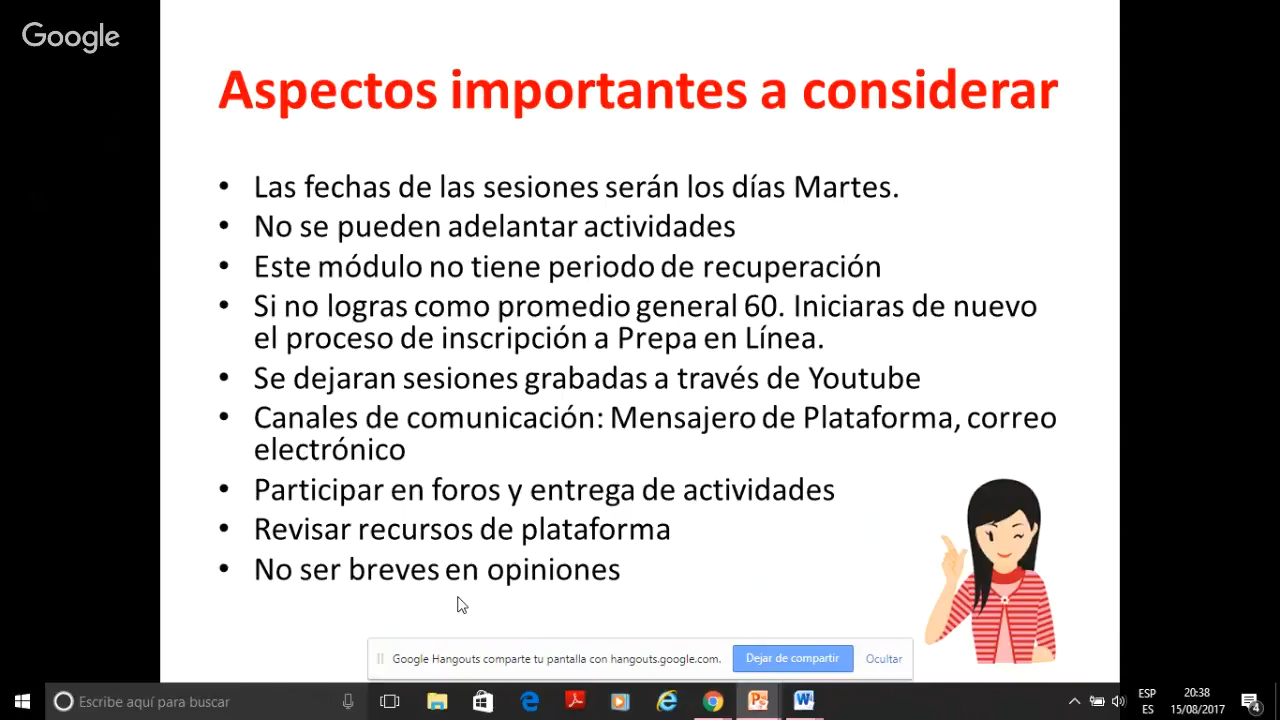 Google
Aspectos importantes a considerar
• Las fechas de las sesiones serán los días Martes.
• No se pueden adelantar actividades
• Este módulo no tiene periodo de recuperación
• Si no logras como promedio general 60. Iniciaras de nuevo
el proceso de inscripción a Prepa en Línea.
• Se dejaran sesiones grabadas a través de Youtube
• Canales de comunicación: Mensajero de Plataforma, correo
electrónico
• Participar en foros y entrega de actividades
• Revisar recursos de plataforma
• No ser breves en opiniones
Google Hangouts comparte tu pantalla con hangouts.google.com. Dejar de compartir Ocultar
Escribe aquí para buscar
ESP 20:38
ES 15/08/2017 4